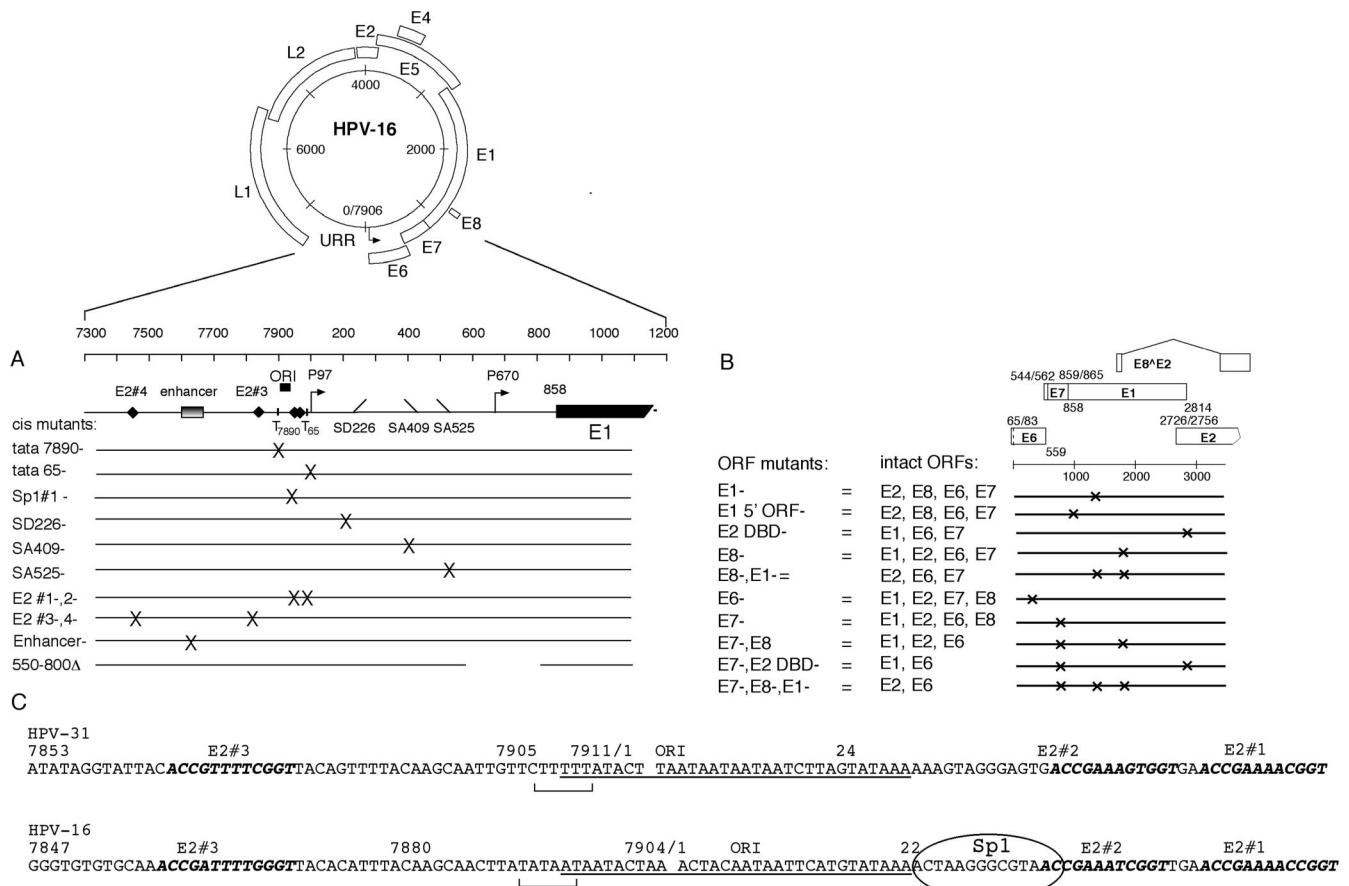 E4
E2
L2
E5
4000
HPV-16
6000
2000
E1
L1
0/7906
E8
URR
E7
E6
7300 7500 7700 7900 200 400 600 800 1000 1200
A
ORI
P97
P670
858
E2#4 enhancer E2#3
E1
T7890 T65
SD226 SA409 SA525
cis mutants:
tata 7890-
tata 65-
Sp1#1 -
SD226-
SA409-
SA525-
E2 #1-,2-
E2 #3-,4-
Enhancer-
550-800Δ
B
E8^E2
544/562 859/865
E7 E1
858 2814
65/83 2726/2756
E6 E2
559
1000 2000 3000
ORF mutants: intact ORFs:
E1- = E2, E8, E6, E7
E1 5' ORF- = E2, E8, E6, E7
E2 DBD- = E1, E6, E7
E8- = E1, E2, E6, E7
E8-,E1- = E2, E6, E7
E6- = E1, E2, E7, E8
E7- = E1, E2, E6, E8
E7-,E8 = E1, E2, E6
E7-,E2 DBD- = E1, E6
E7-,E8-,E1- = E2, E6
C
HPV-31
7853 E2#3 7905 7911/1 ORI 24 E2#2 E2#1
ATATAGGTATTACACCGTTTTCGGTTACAGTTTTACAAGCAATTGTTCTTTTTATACT TAATAATAATAATCTTAGTATAAAAAAGTAGGGAGTGACCGAAAGTGGTGAACCGAAAACGGT
HPV-16
7847 E2#3 7880 7904/1 ORI 22 Sp1 E2#2 E2#1
GGGTGTGTGCAAACCGATTTTGGGTTACACATTTACAAGCAACTTATATAATAATACTAA ACTACAATAATTCATGTATAAAACTAAGGGCGTAACCGAAATCGGTTGAACCGAAAACCGGT